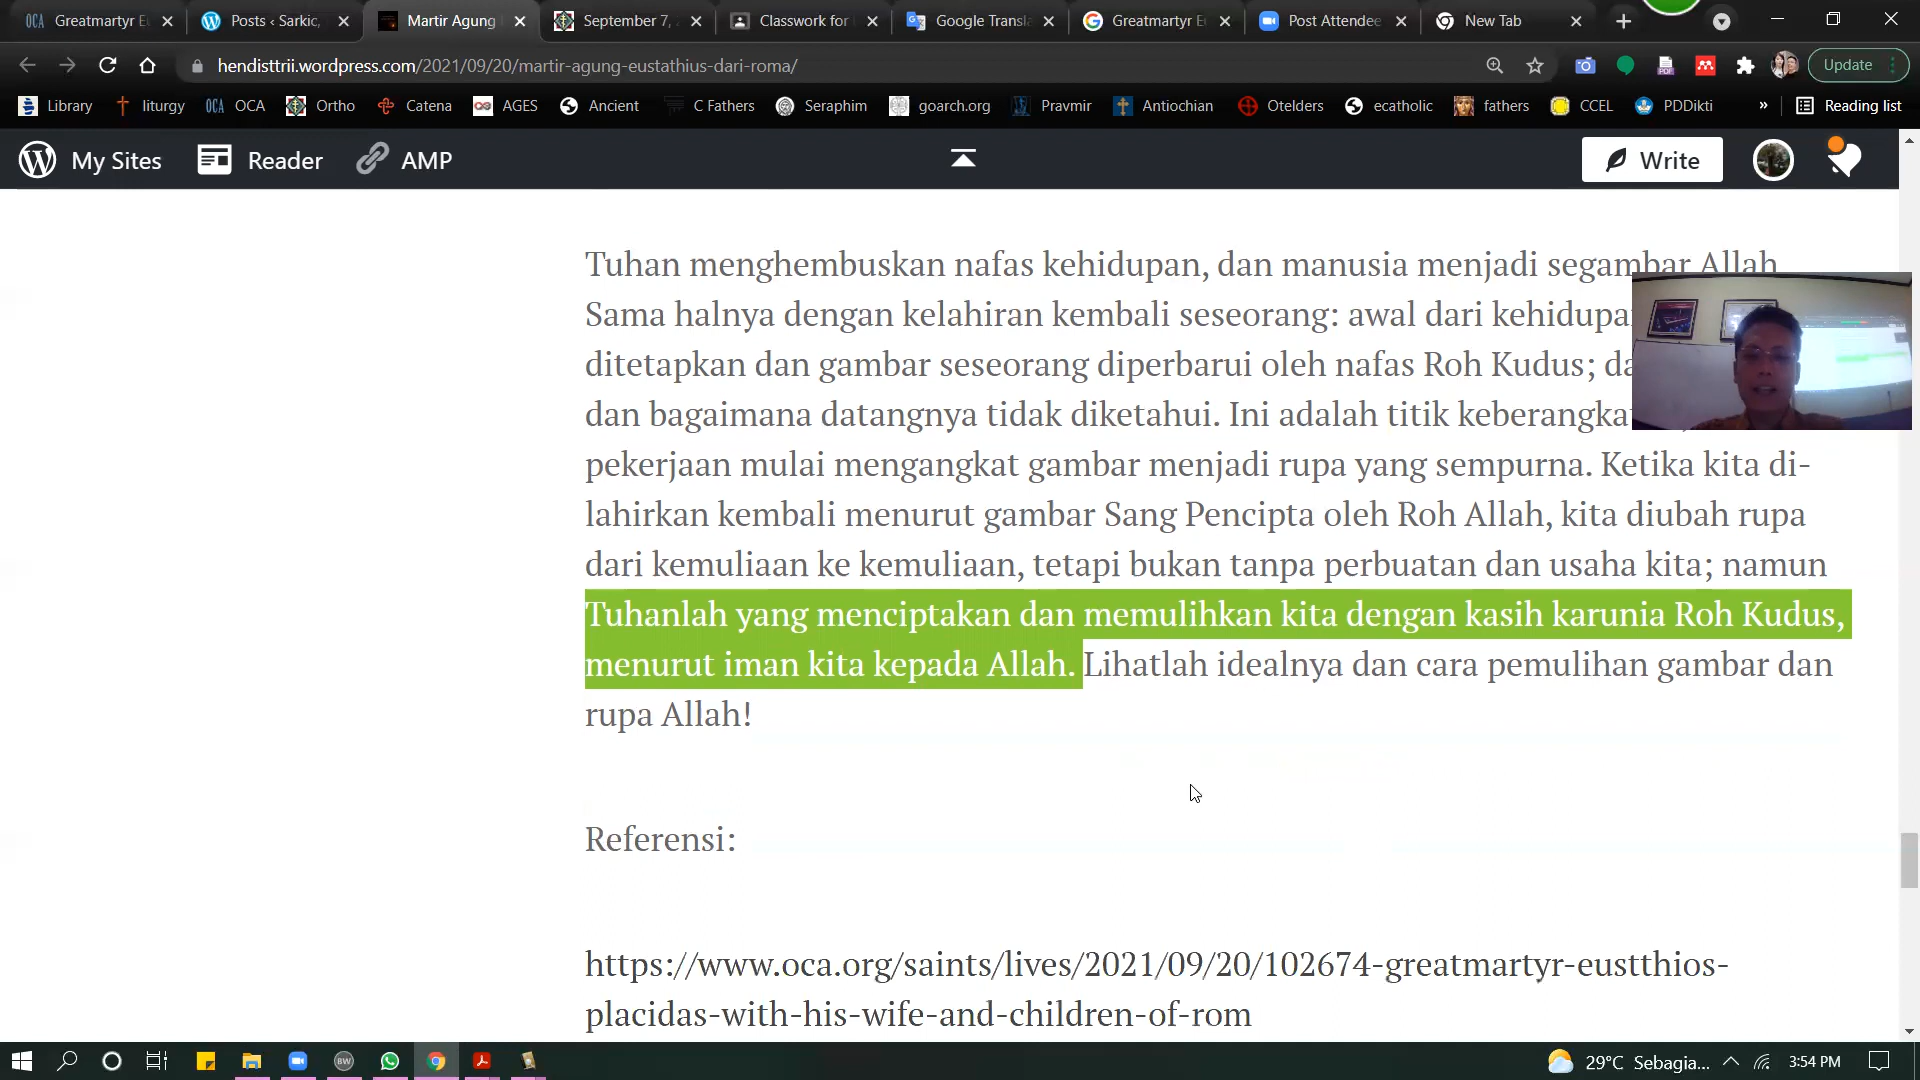 Greatmartyr E
Posts ‹ Sarkic,
Martir Agung
September 7,
Classwork for
Google Transl
Greatmartyr E
Post Attendee
New Tab
hendisttrii.wordpress.com/2021/09/20/martir-agung-eustathius-dari-roma/
Update
Library
liturgy
OCA
Ortho
Catena
AGES
Ancient
C Fathers
Seraphim
goarch.org
Pravmir
Antiochian
Otelders
ecatholic
fathers
CCEL
PDDikti
»
Reading list
My Sites
Reader
AMP
Write
Tuhan menghembuskan nafas kehidupan, dan manusia menjadi segambar Allah
Sama halnya dengan kelahiran kembali seseorang: awal dari
ditetapkan dan gambar seseorang diperbarui oleh nafas Roh Kudus;
dan bagaimana datangnya tidak diketahui. Ini adalah titik
pekerjaan mulai mengangkat gambar menjadi rupa yang sempurna. Ketika kita di-
lahirkan kembali menurut gambar Sang Pencipta oleh Roh Allah, kita diubah rupa
dari kemuliaan ke kemuliaan, tetapi bukan tanpa perbuatan dan usaha kita; namun
Tuhanlah yang menciptakan dan memulihkan kita dengan kasih karunia Roh Kudus,
menurut iman kita kepada Allah. Lihatlah idealnya dan cara pemulihan gambar dan
rupa Allah!
Referensi:
https://www.oca.org/saints/lives/2021/09/20/102674-greatmartyr-eustthios-
placidas-with-his-wife-and-children-of-rom
29°C Sebagia...
3:54 PM